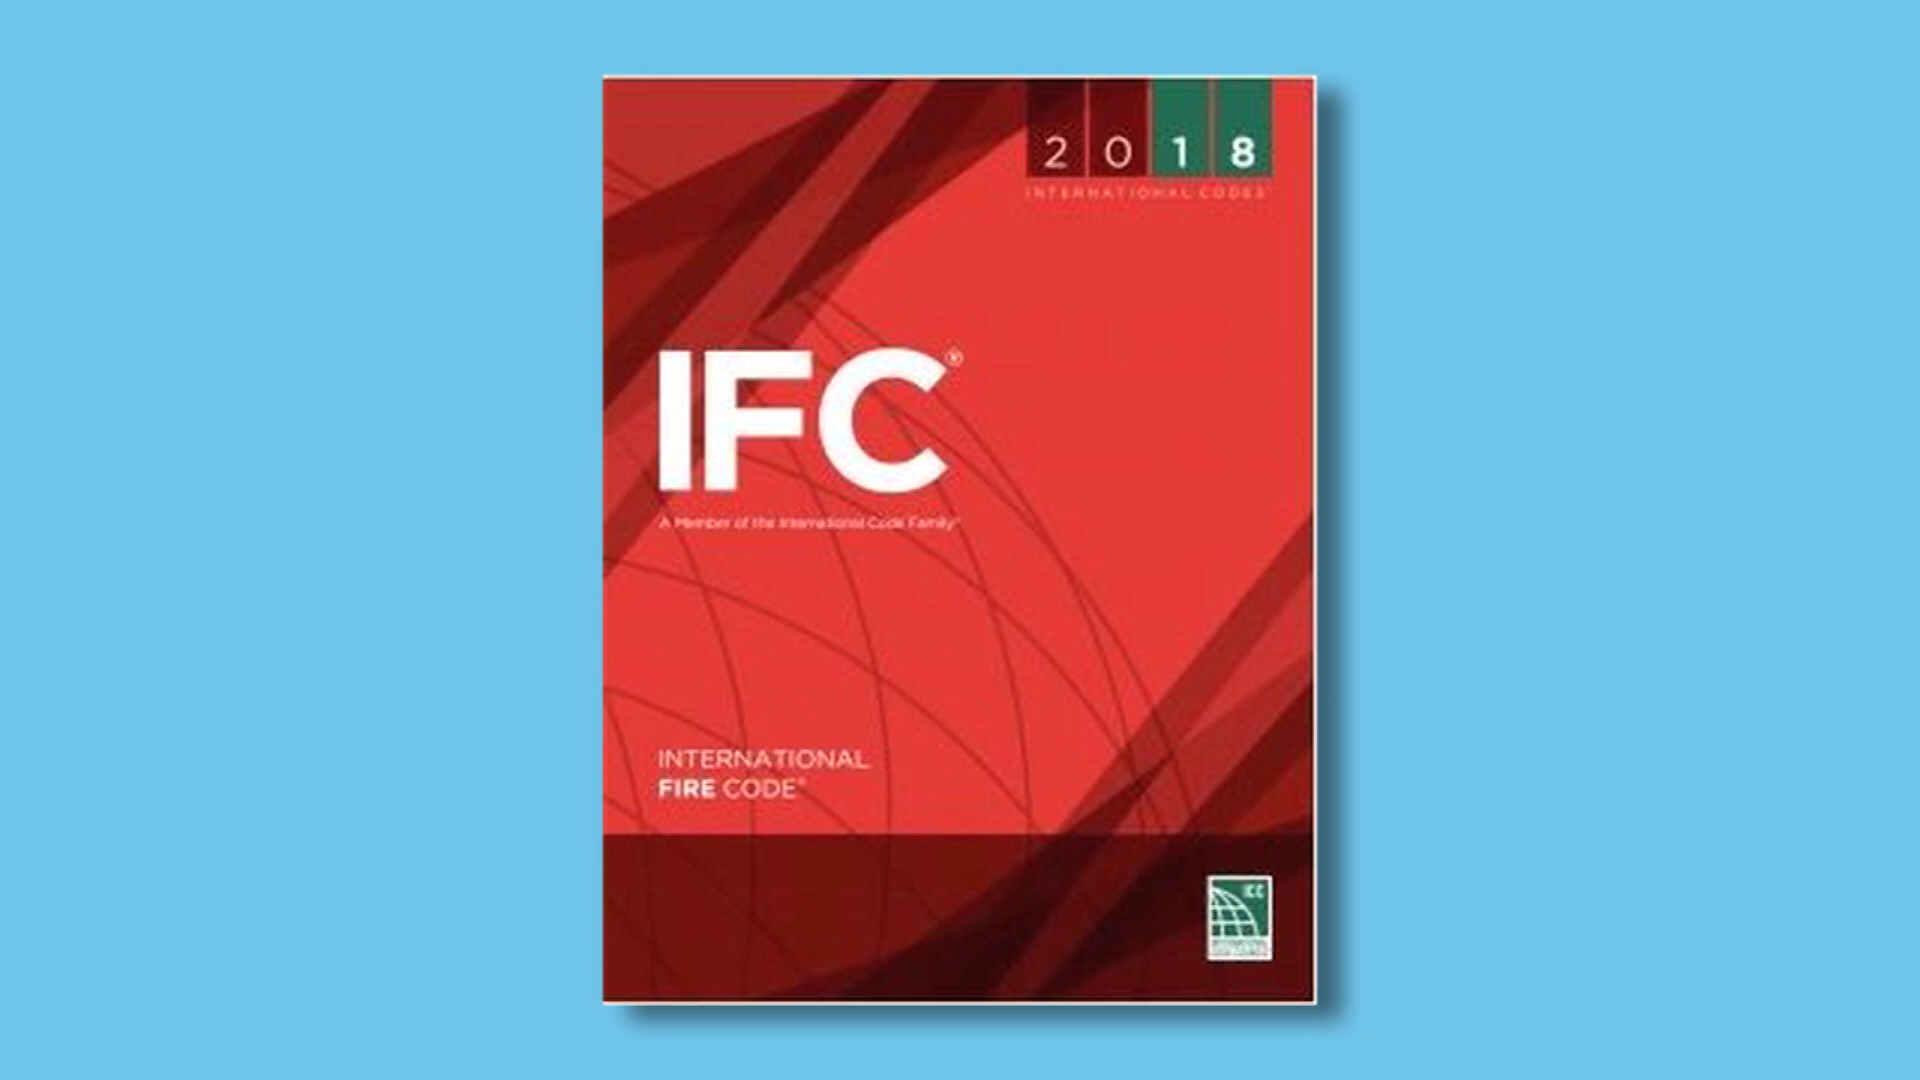 2018
INTERNATIONAL CODES
IFC®
A Member of the International Code Family®
INTERNATIONAL
FIRE CODE®
ICC